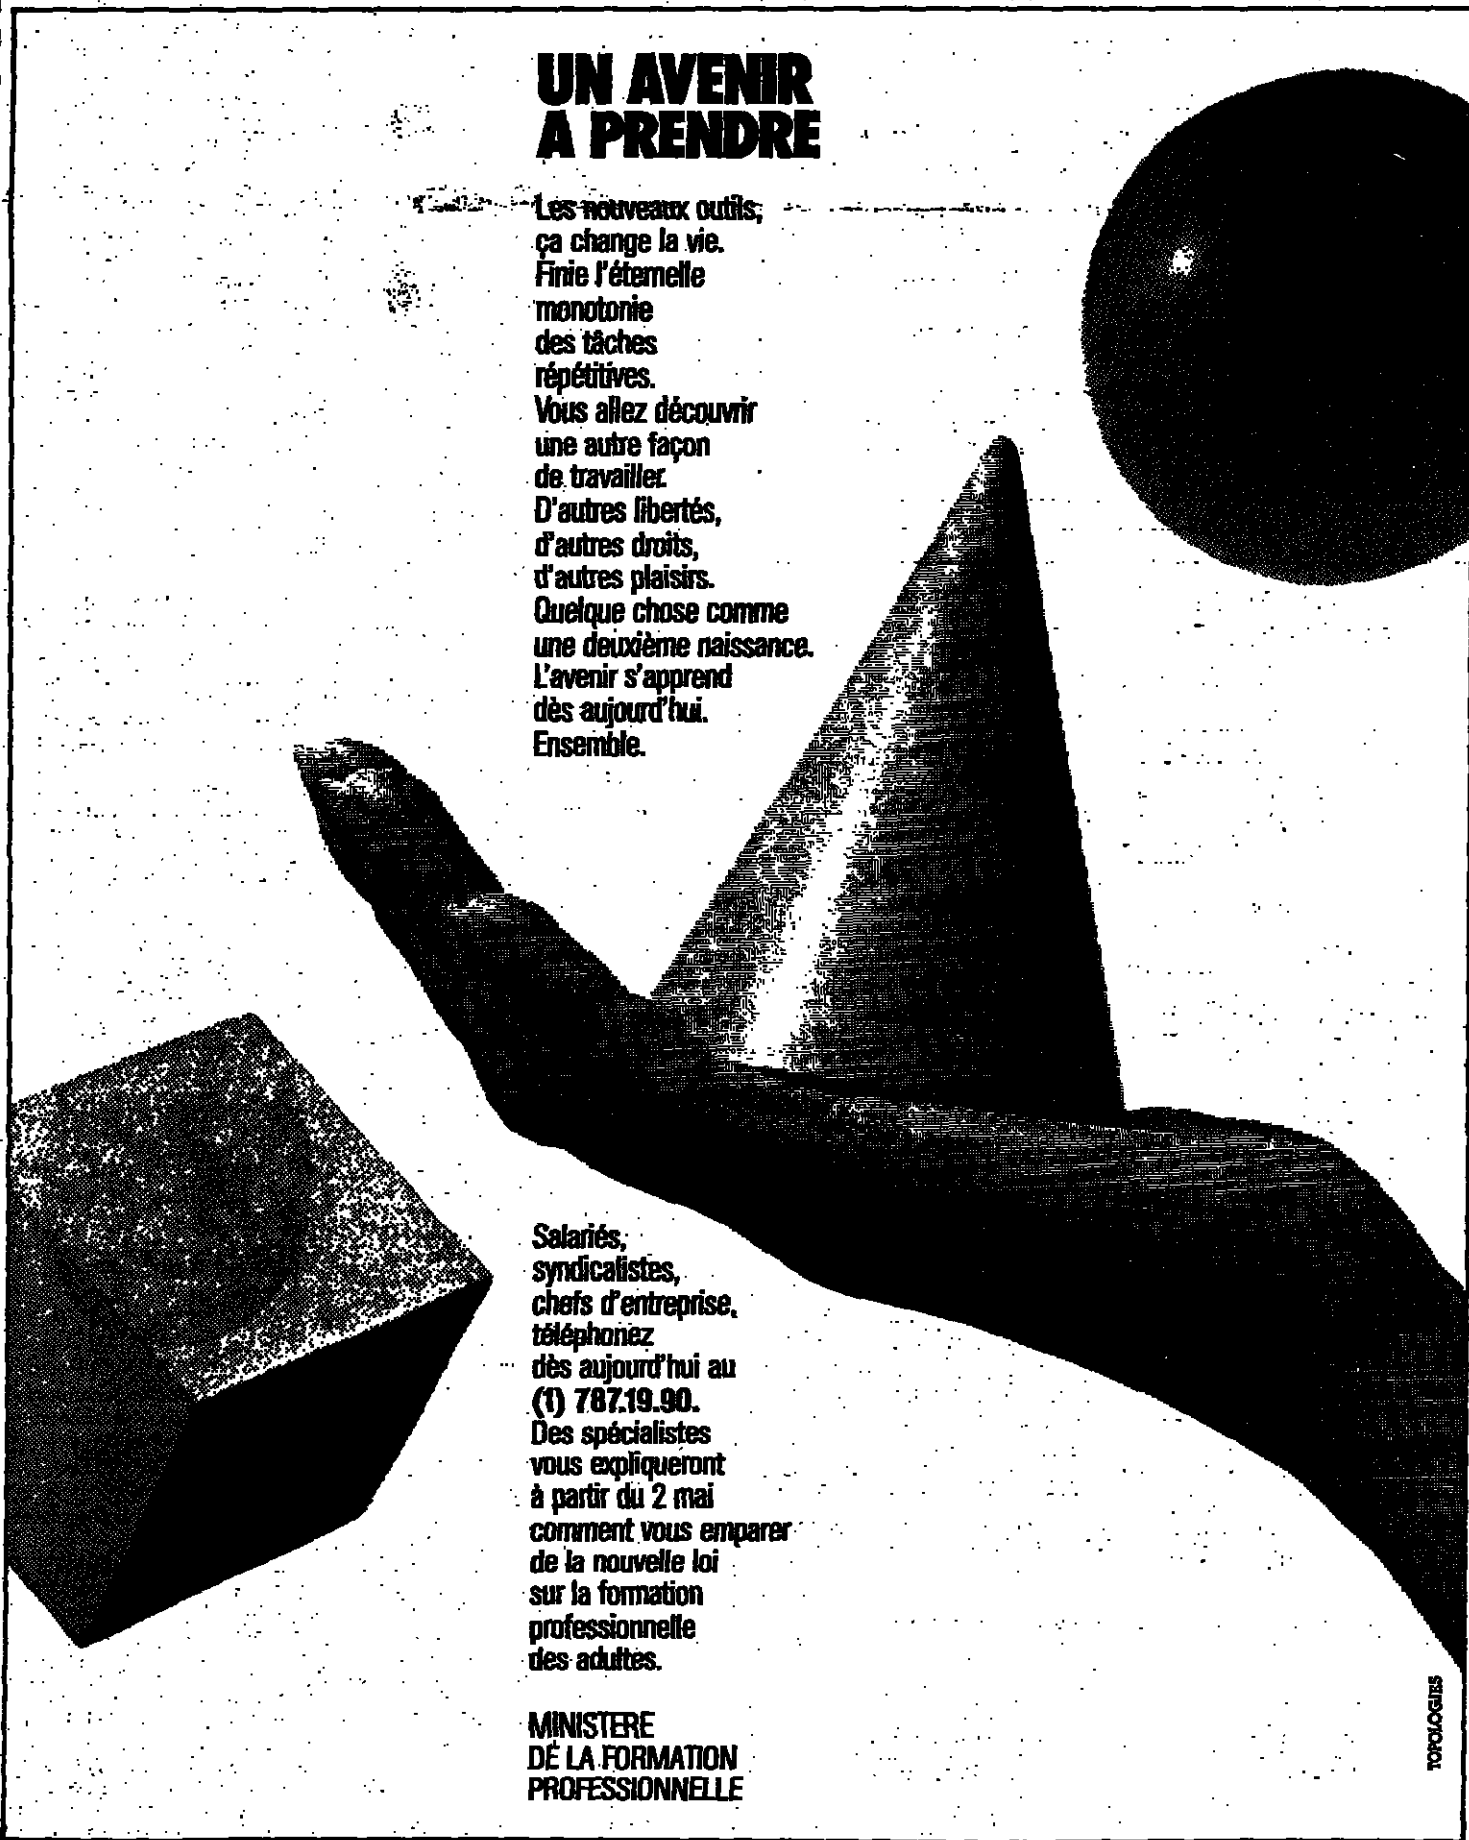 UN AVENIR
A PRENDRE
Les nouveaux outils,
ça change la vie.
Finie l'éternelle
monotonie
des tâches
répétitives.
Vous allez découvrir
une autre façon
de travailler.
D'autres libertés,
d'autres droits,
d'autres plaisirs.
Quelque chose comme
une deuxième naissance.
L'avenir s'apprend
dès aujourd'hui.
Ensemble.
Salariés,
syndicalistes,
chefs d'entreprise,
téléphonez
dès aujourd'hui au
(1) 787.19.90.
Des spécialistes
vous expliqueront
à partir du 2 mai
comment vous emparer
de la nouvelle loi
sur la formation
professionnelle
des adultes.
MINISTERE
DE LA FORMATION
PROFESSIONNELLE
TOPOLOGIES